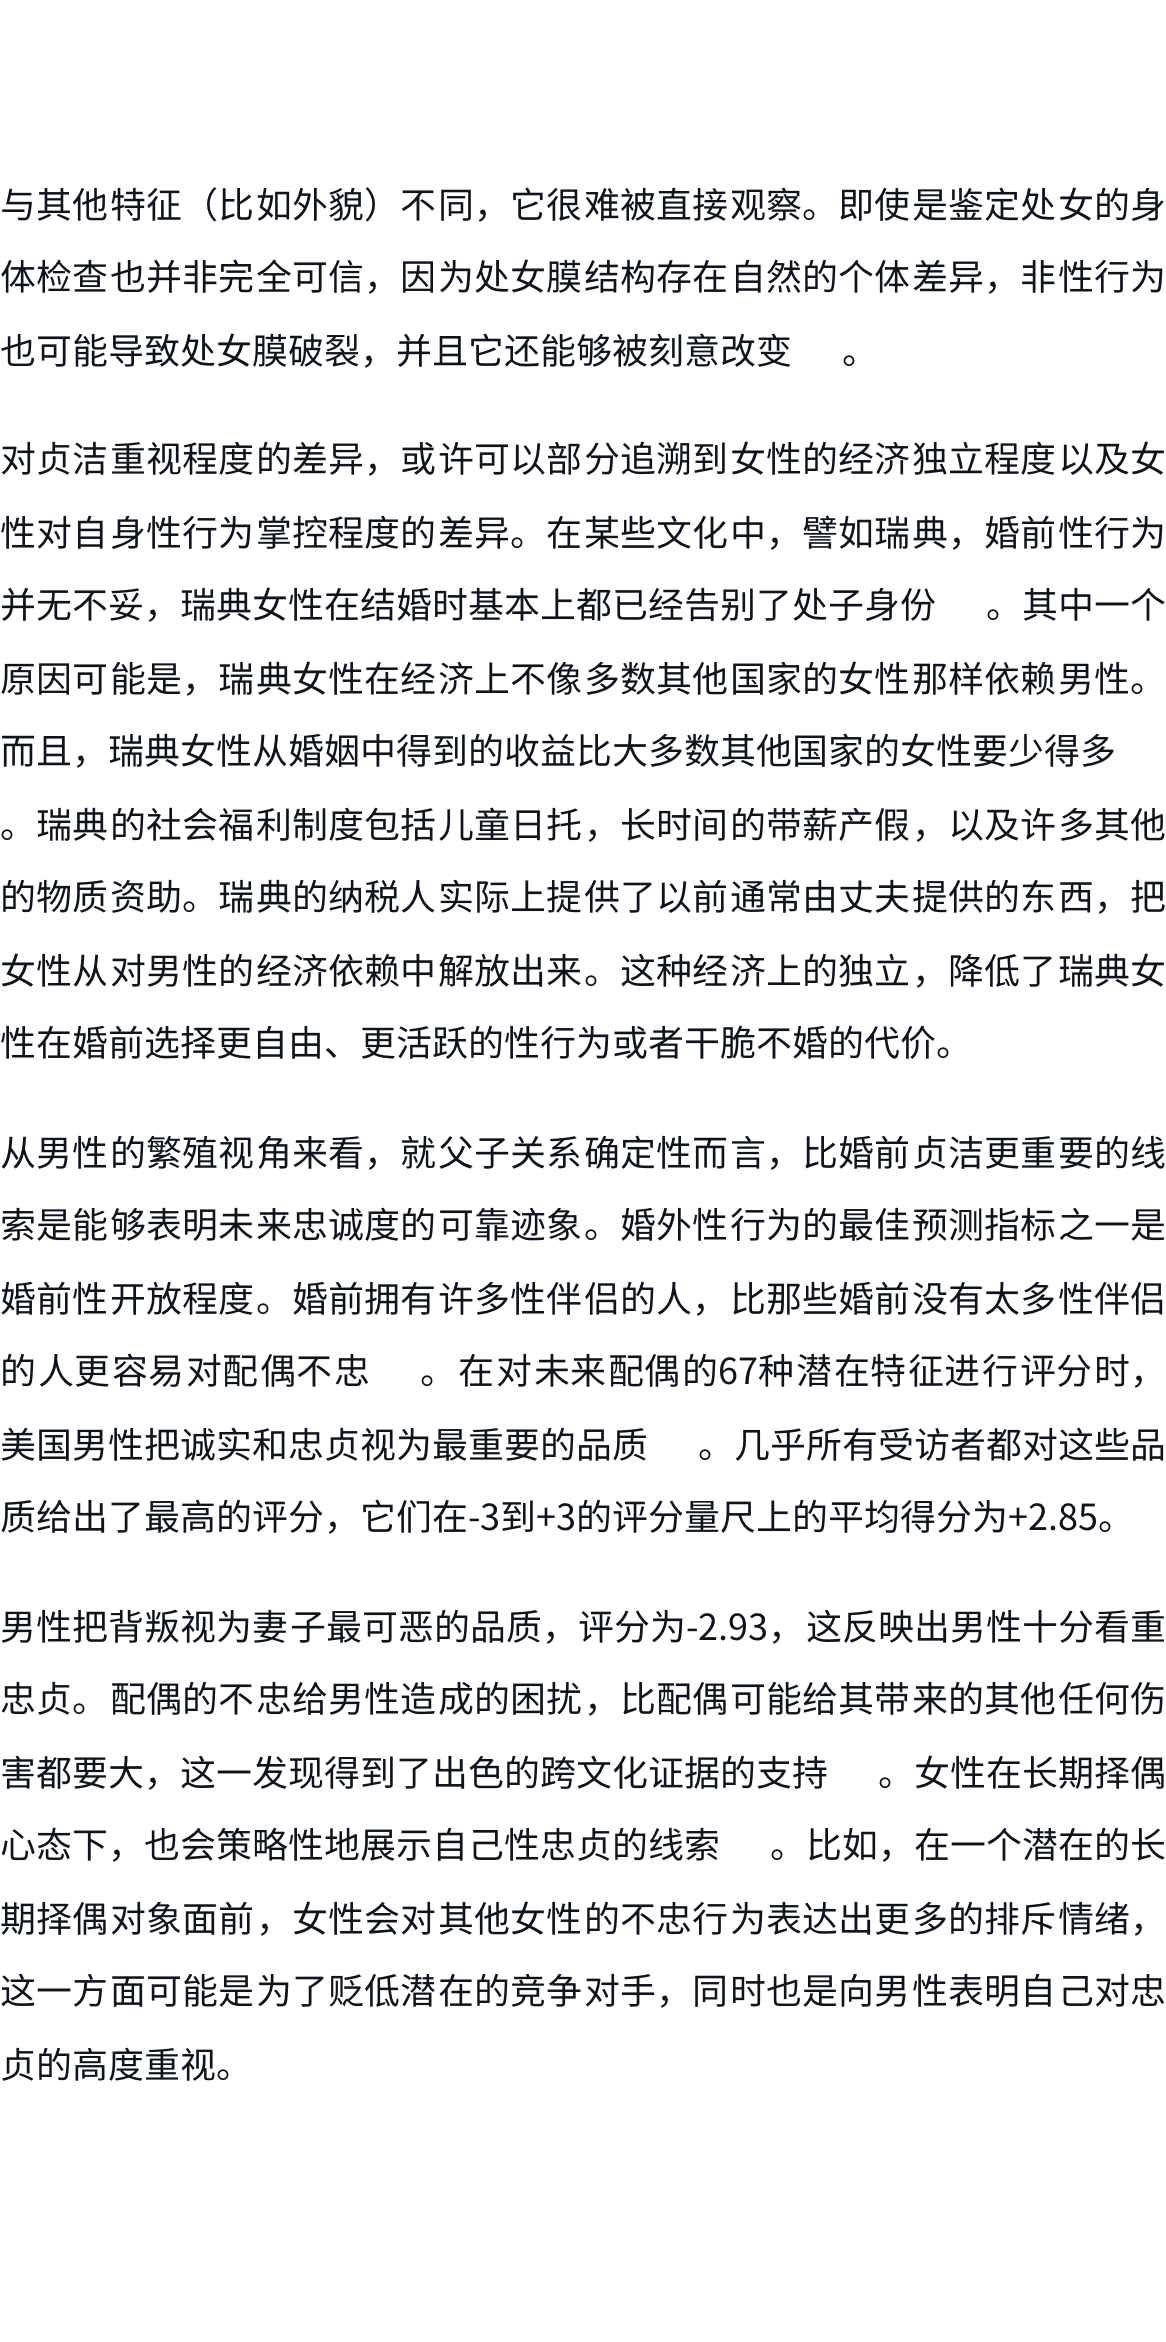 与其他特征（比如外貌）不同，它很难被直接观察。即使是鉴定处女的身
体检查也并非完全可信，因为处女膜结构存在自然的个体差异，非性行为
也可能导致处女膜破裂，并且它还能够被刻意改变　。
对贞洁重视程度的差异，或许可以部分追溯到女性的经济独立程度以及女
性对自身性行为掌控程度的差异。在某些文化中，譬如瑞典，婚前性行为
并无不妥，瑞典女性在结婚时基本上都已经告别了处子身份　。其中一个
原因可能是，瑞典女性在经济上不像多数其他国家的女性那样依赖男性。
而且，瑞典女性从婚姻中得到的收益比大多数其他国家的女性要少得多
。瑞典的社会福利制度包括儿童日托，长时间的带薪产假，以及许多其他
的物质资助。瑞典的纳税人实际上提供了以前通常由丈夫提供的东西，把
女性从对男性的经济依赖中解放出来。这种经济上的独立，降低了瑞典女
性在婚前选择更自由、更活跃的性行为或者干脆不婚的代价。
从男性的繁殖视角来看，就父子关系确定性而言，比婚前贞洁更重要的线
索是能够表明未来忠诚度的可靠迹象。婚外性行为的最佳预测指标之一是
婚前性开放程度。婚前拥有许多性伴侣的人，比那些婚前没有太多性伴侣
的人更容易对配偶不忠　。在对未来配偶的67种潜在特征进行评分时，
美国男性把诚实和忠贞视为最重要的品质　。几乎所有受访者都对这些品
质给出了最高的评分，它们在-3到+3的评分量尺上的平均得分为+2.85。
男性把背叛视为妻子最可恶的品质，评分为-2.93，这反映出男性十分看重
忠贞。配偶的不忠给男性造成的困扰，比配偶可能给其带来的其他任何伤
害都要大，这一发现得到了出色的跨文化证据的支持　。女性在长期择偶
心态下，也会策略性地展示自己性忠贞的线索　。比如，在一个潜在的长
期择偶对象面前，女性会对其他女性的不忠行为表达出更多的排斥情绪，
这一方面可能是为了贬低潜在的竞争对手，同时也是向男性表明自己对忠
贞的高度重视。